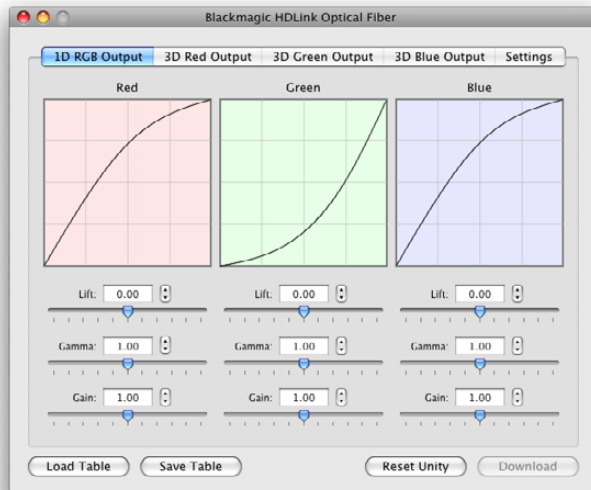 Blackmagic HDLink Optical Fiber
1D RGB Output 3D Red Output 3D Green Output 3D Blue Output Settings
Red Green Blue
Lift: 0.00 Lift: 0.00 Lift: 0.00
Gamma: 1.00 Gamma: 1.00 Gamma: 1.00
Gain: 1.00 Gain: 1.00 Gain: 1.00
Load Table Save Table Reset Unity Download